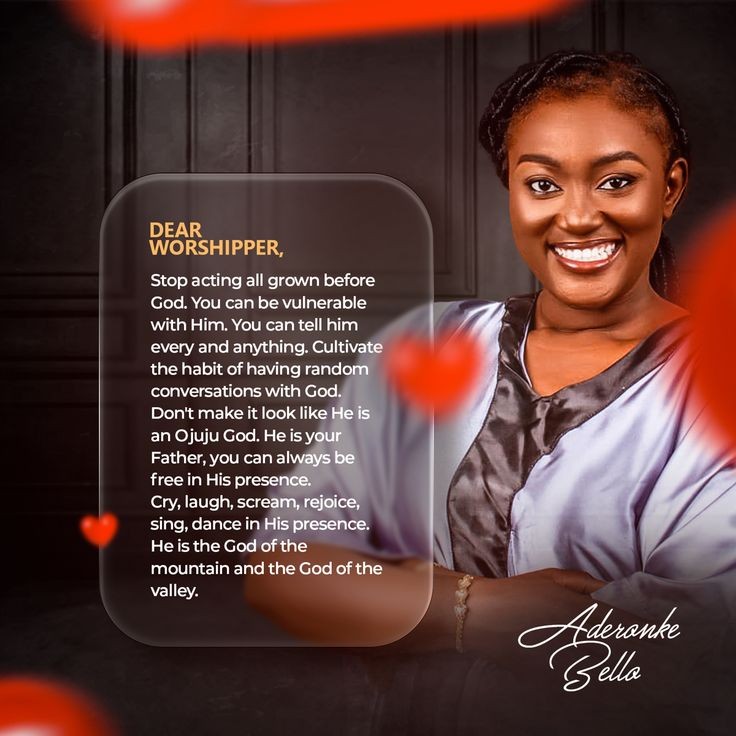 DEAR
WORSHIPPER,
Stop acting all grown before
God. You can be vulnerable
with Him. You can tell him
every and anything. Cultivate
the habit of having random
conversations with God.
Don't make it look like He is
an Ojuju God. He is your
Father, you can always be
free in His presence.
Cry, laugh, scream, rejoice,
sing, dance in His presence.
He is the God of the
mountain and the God of the
valley.
Aderonke
Bello